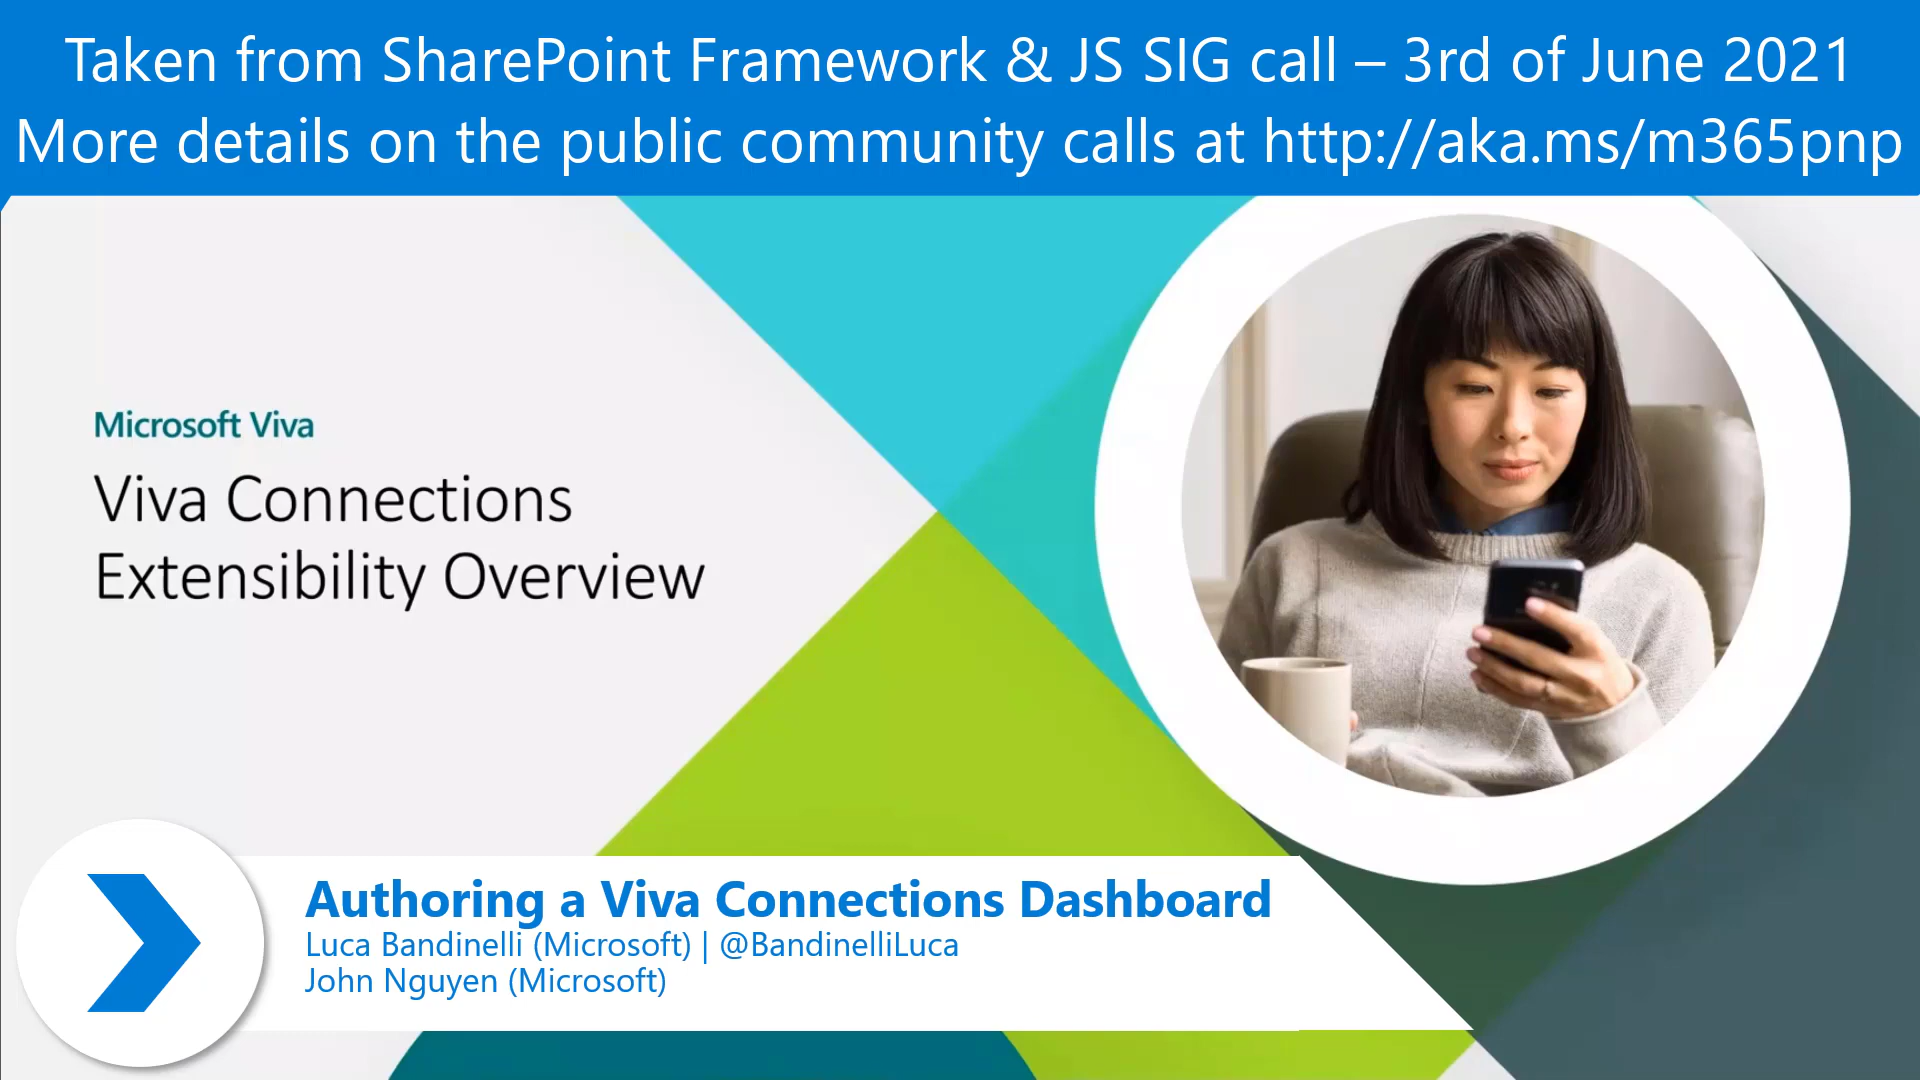 Taken from SharePoint Framework & JS SIG call – 3rd of June 2021
More details on the public community calls at http://aka.ms/m365pnp
Microsoft Viva
Viva Connections
Extensibility Overview
Authoring a Viva Connections Dashboard
Luca Bandinelli (Microsoft) | @BandinelliLuca
John Nguyen (Microsoft)